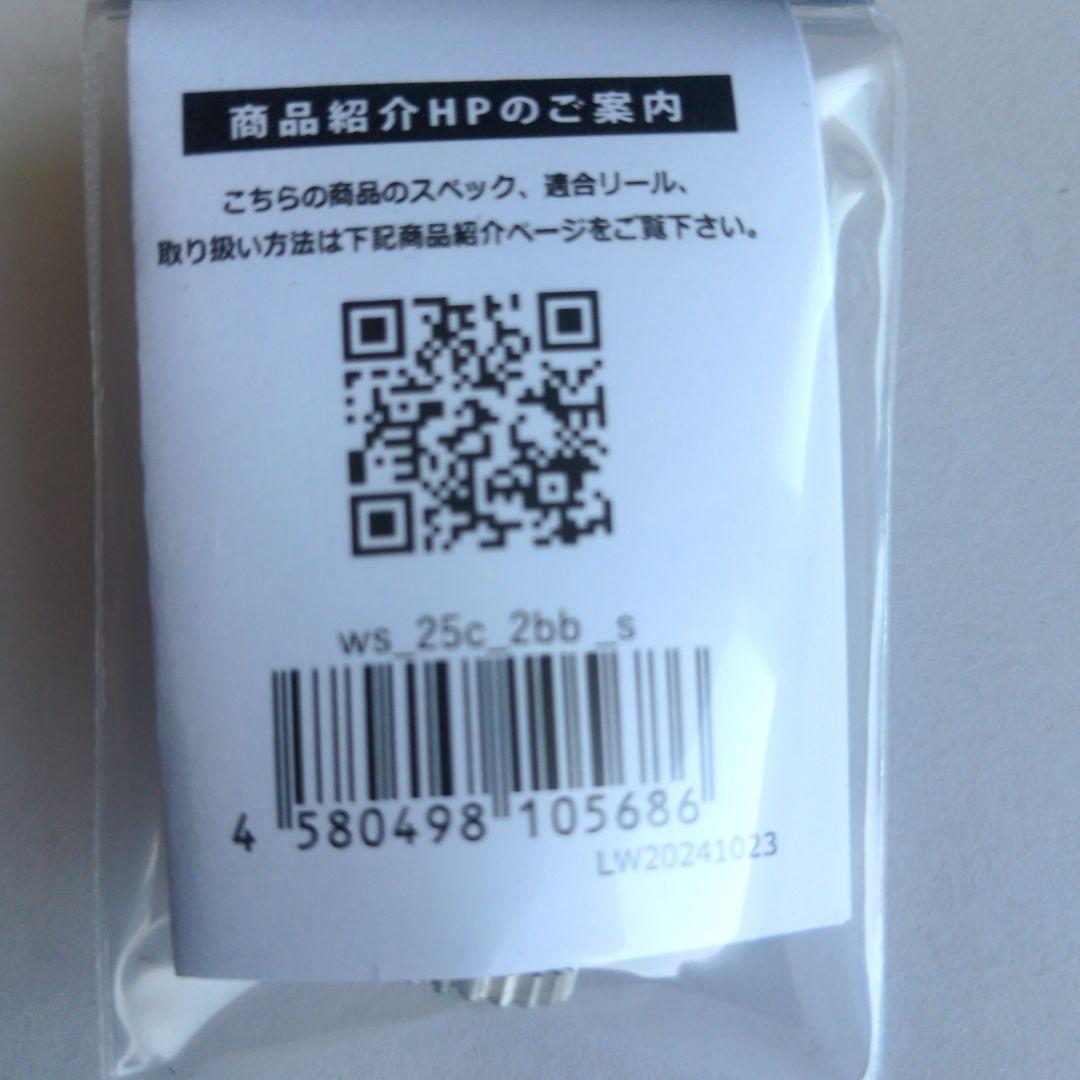 商品紹介HPのご案内
こちらの商品のスペック、適合リール、
取り扱い方法は下記商品紹介ページをご覧下さい。
ws_25c_2bb _s
4 580498 105686
LW20241023